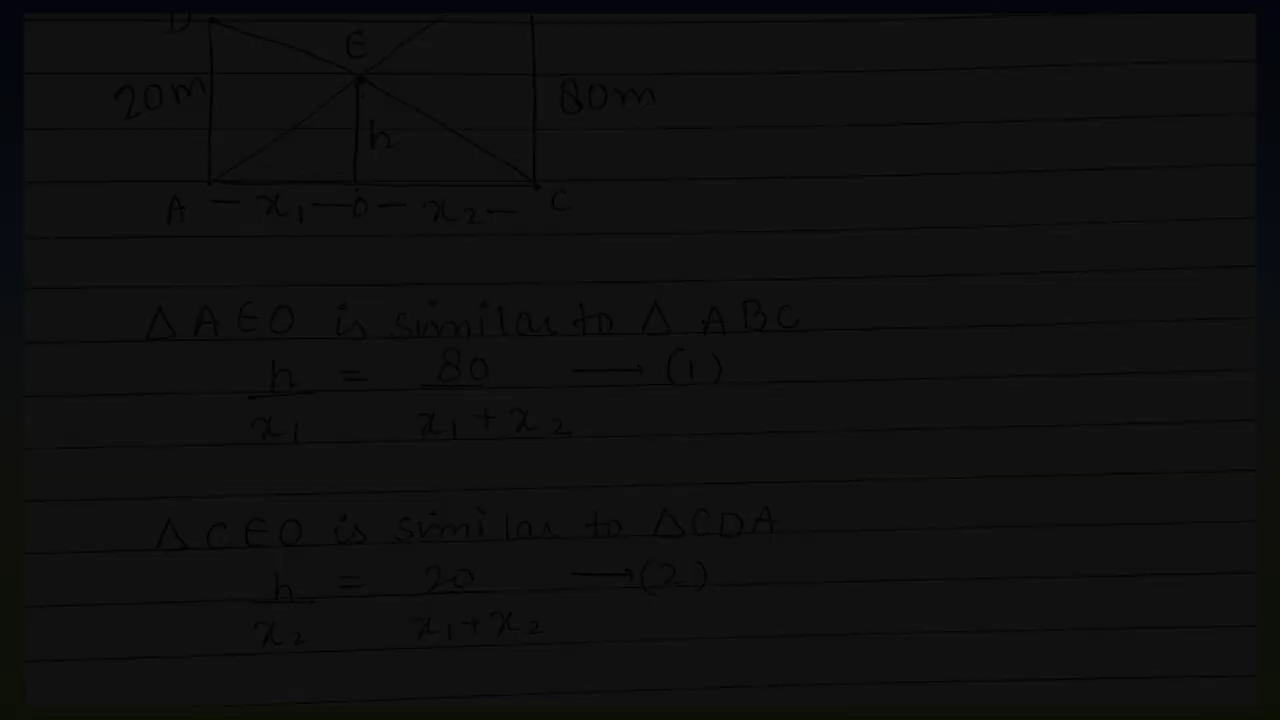 D
E
20m
80m
h
A - x₁ - O - x₂ - C
Δ AEO is similar to Δ ABC
h/x₁ = 80/(x₁ + x₂) → (1)
Δ CEO is similar to Δ CDA
h/x₂ = 20/(x₁ + x₂) → (2)